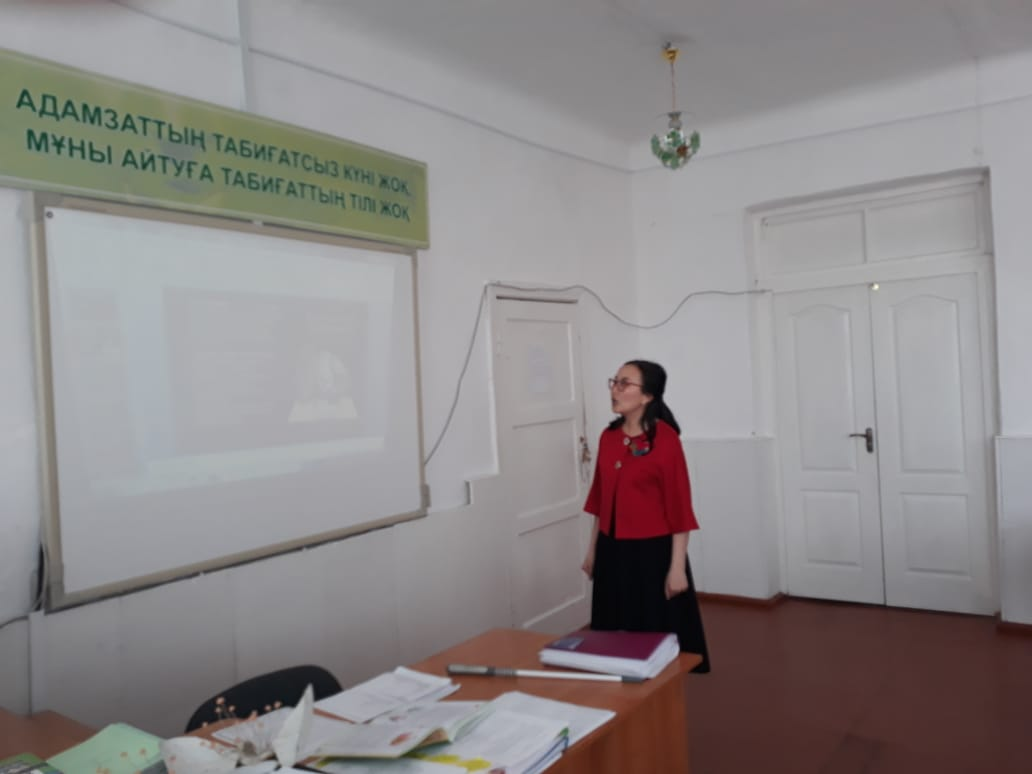 АДАМЗАТТЫҢ ТАБИҒАТСЫЗ КҮНІ ЖОҚ,
МҰНЫ АЙТУҒА ТАБИҒАТТЫҢ ТІЛІ ЖОҚ